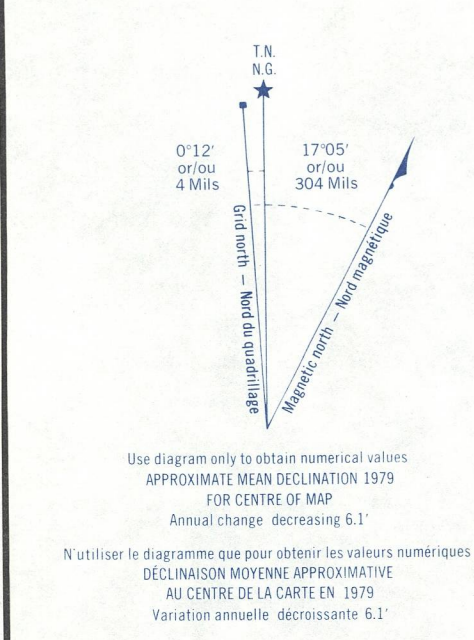 T.N.
N.G.
0°12'
or/ou
4 Mils
17°05'
or/ou
304 Mils
Grid north — Nord du quadrillage
Magnetic north — Nord magnétique
Use diagram only to obtain numerical values
APPROXIMATE MEAN DECLINATION 1979
FOR CENTRE OF MAP
Annual change decreasing 6.1'
N'utiliser le diagramme que pour obtenir les valeurs numériques
DÉCLINAISON MOYENNE APPROXIMATIVE
AU CENTRE DE LA CARTE EN 1979
Variation annuelle décroissante 6.1'